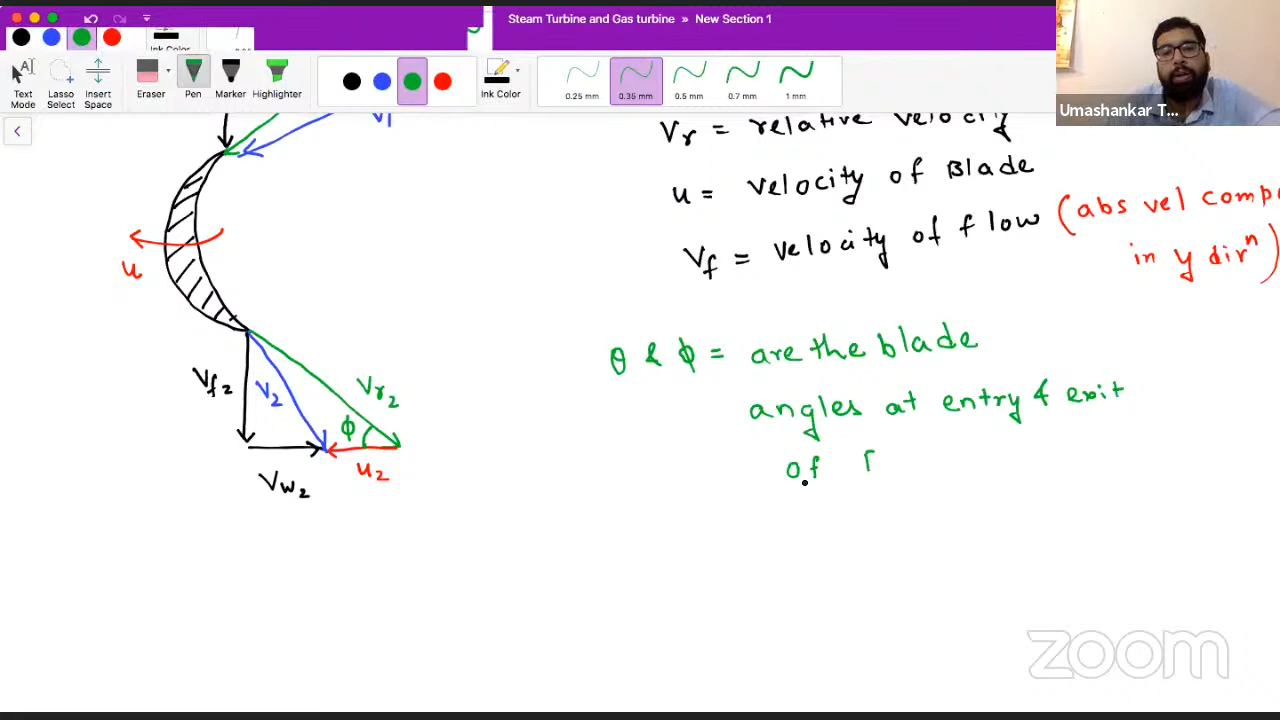 Steam Turbine and Gas turbine » New Section 1
Ink Color
Text Mode
Lasso Select
Insert Space
Eraser
Pen
Marker
Highlighter
Ink Color
0.25 mm
0.35 mm
0.5 mm
0.7 mm
1 mm
Umashankar T...
V1
Vr = relative velocity
u = velocity of Blade
Vf = velocity of flow (abs vel comp
in y dirⁿ)
u
θ & φ = are the blade
angles at entry & exit
of
Vf2
V2
Vr2
φ
u2
Vw2
zoom